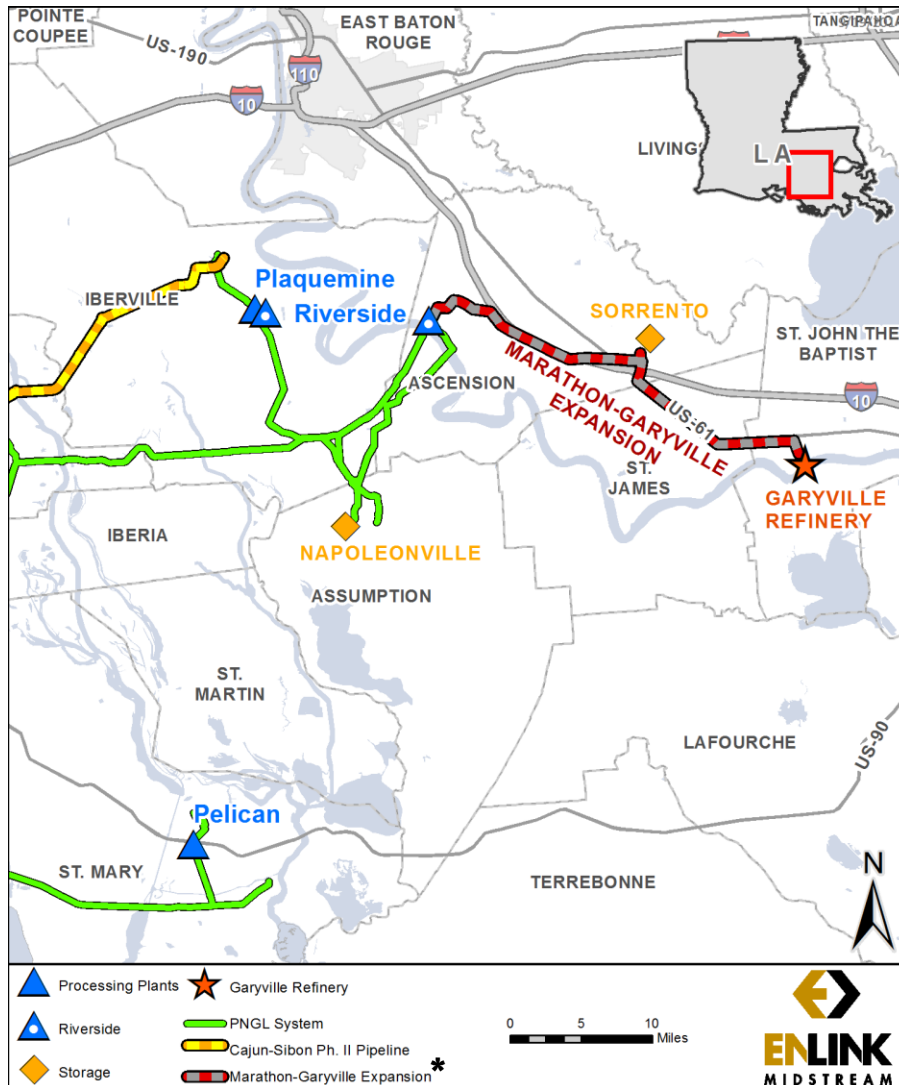 POINTE
COUPEE
US-190
EAST BATON
ROUGE
TANGIPAHOA
110
10
LIVING
LA
Plaquemine
Riverside
IBERVILLE
SORRENTO
ST. JOHN THE
BAPTIST
ASCENSION
MARATHON-GARYVILLE
EXPANSION
US-61
10
ST.
JAMES
GARYVILLE
REFINERY
IBERIA
NAPOLEONVILLE
ASSUMPTION
ST.
MARTIN
LAFOURCHE
US-90
Pelican
ST. MARY
TERREBONNE
N
Processing Plants
Garyville Refinery
Riverside
PNGL System
Cajun-Sibon Ph. II Pipeline
Storage
Marathon-Garyville Expansion*
0 5 10
Miles
ENLINK
MIDSTREAM